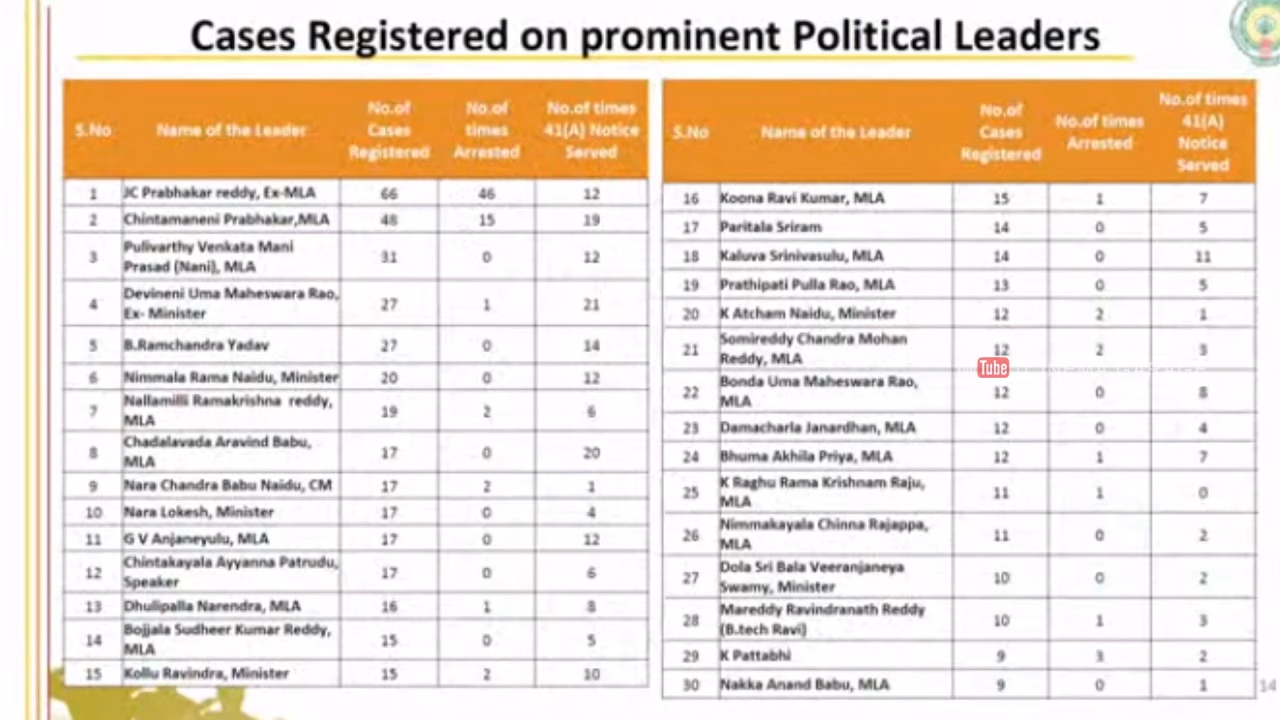 Cases Registered on prominent Political Leaders
S.No Name of the Leader No.of Cases Registered No.of times Arrested No.of times 41(A) Notice Served
1 JC Prabhakar reddy, Ex-MLA 66 46 12
2 Chintamaneni Prabhakar,MLA 48 15 19
3 Pulivarthy Venkata Mani Prasad (Nani), MLA 31 0 12
4 Devineni Uma Maheswara Rao, Ex- Minister 27 1 21
5 B.Ramchandra Yadav 27 0 14
6 Nimmala Rama Naidu, Minister 20 0 12
7 Nallamilli Ramakrishna reddy, MLA 19 2 6
8 Chadalavada Aravind Babu, MLA 17 0 20
9 Nara Chandra Babu Naidu, CM 17 2 1
10 Nara Lokesh, Minister 17 0 4
11 G V Anjaneyulu, MLA 17 0 12
12 Chintakayala Ayyanna Patrudu, Speaker 17 0 6
13 Dhulipalla Narendra, MLA 16 1 8
14 Bojjala Sudheer Kumar Reddy, MLA 15 0 5
15 Kollu Ravindra, Minister 15 2 10
S.No Name of the Leader No.of Cases Registered No.of times Arrested No.of times 41(A) Notice Served
16 Koona Ravi Kumar, MLA 15 1 7
17 Paritala Sriram 14 0 5
18 Kaluva Srinivasulu, MLA 14 0 11
19 Prathipati Pulla Rao, MLA 13 0 5
20 K Atcham Naidu, Minister 12 2 1
21 Somireddy Chandra Mohan Reddy, MLA 12 2 3
22 Bonda Uma Maheswara Rao, MLA 12 0 8
23 Damacharla Janardhan, MLA 12 0 4
24 Bhuma Akhila Priya, MLA 12 1 7
25 K Raghu Rama Krishnam Raju, MLA 11 1 0
26 Nimmakayala Chinna Rajappa, MLA 11 0 2
27 Dola Sri Bala Veeranjaneya Swamy, Minister 10 0 2
28 Mareddy Ravindranath Reddy (B.tech Ravi) 10 1 3
29 K Pattabhi 9 3 2
30 Nakka Anand Babu, MLA 9 0 1
Tube
14